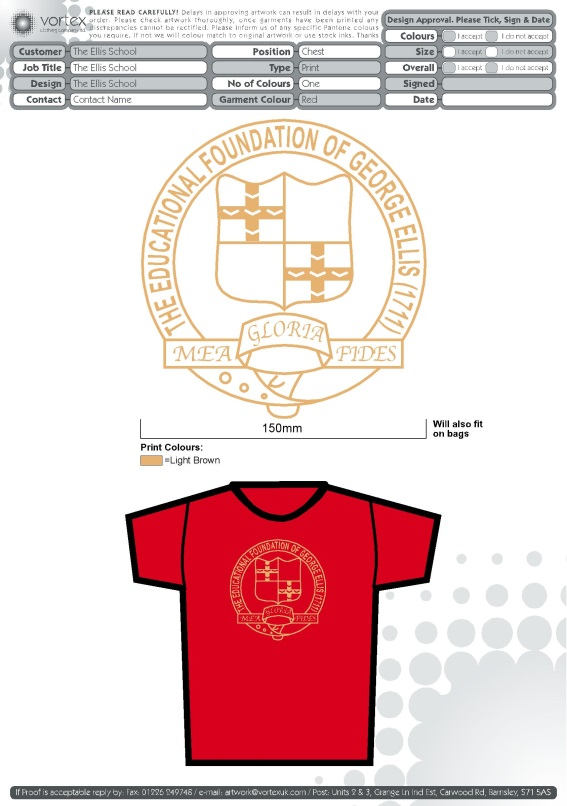 vortex
PLEASE READ CAREFULLY! Delays in approving artwork can result in delays with your
order. Please check artwork thoroughly, once garments have been printed any
discrepancies cannot be rectified. Please inform us of any specific Pantone colours
you require, if not we will colour match to original artwork or use stock inks. Thanks
Design Approval. Please Tick, Sign & Date
Colours I accept I do not accept
Customer The Ellis School Position Chest Size I accept I do not accept
Job Title The Ellis School Type Print Overall I accept I do not accept
Design The Ellis School No of Colours One Signed
Contact Contact Name Garment Colour Red Date
THE EDUCATIONAL FOUNDATION OF GEORGE ELLIS (1711)
MEA GLORIA FIDES
150mm
Will also fit
on bags
Print Colours:
=Light Brown
THE EDUCATIONAL FOUNDATION OF GEORGE ELLIS (1711)
MEA GLORIA FIDES
If Proof is acceptable reply by: Fax: 01226 249748 / e-mail: artwork@vortexuk.com / Post: Units 2 & 3, Grange Ln Ind Est, Carwood Rd, Barnsley, S71 5AS